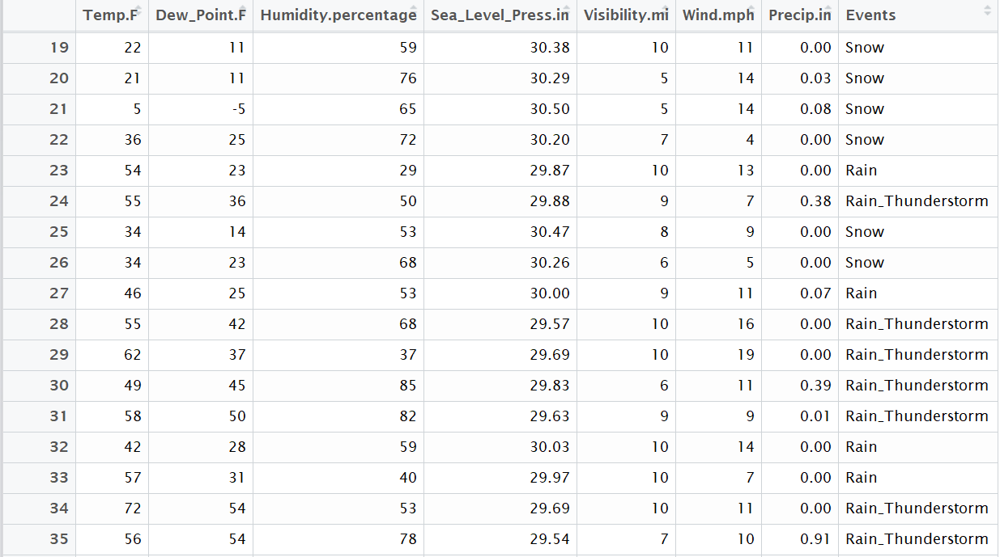 Temp.F Dew_Point.F Humidity.percentage Sea_Level_Press.in Visibility.mi Wind.mph Precip.in Events
19 22 11 59 30.38 10 11 0.00 Snow
20 21 11 76 30.29 5 14 0.03 Snow
21 5 -5 65 30.50 5 14 0.08 Snow
22 36 25 72 30.20 7 4 0.00 Snow
23 54 23 29 29.87 10 13 0.00 Rain
24 55 36 50 29.88 9 7 0.38 Rain_Thunderstorm
25 34 14 53 30.47 8 9 0.00 Snow
26 34 23 68 30.26 6 5 0.00 Snow
27 46 25 53 30.00 9 11 0.07 Rain
28 55 42 68 29.57 10 16 0.00 Rain_Thunderstorm
29 62 37 37 29.69 10 19 0.00 Rain_Thunderstorm
30 49 45 85 29.83 6 11 0.39 Rain_Thunderstorm
31 58 50 82 29.63 9 9 0.01 Rain_Thunderstorm
32 42 28 59 30.03 10 14 0.00 Rain
33 57 31 40 29.97 10 7 0.00 Rain
34 72 54 53 29.69 10 11 0.00 Rain_Thunderstorm
35 56 54 78 29.54 7 10 0.91 Rain_Thunderstorm